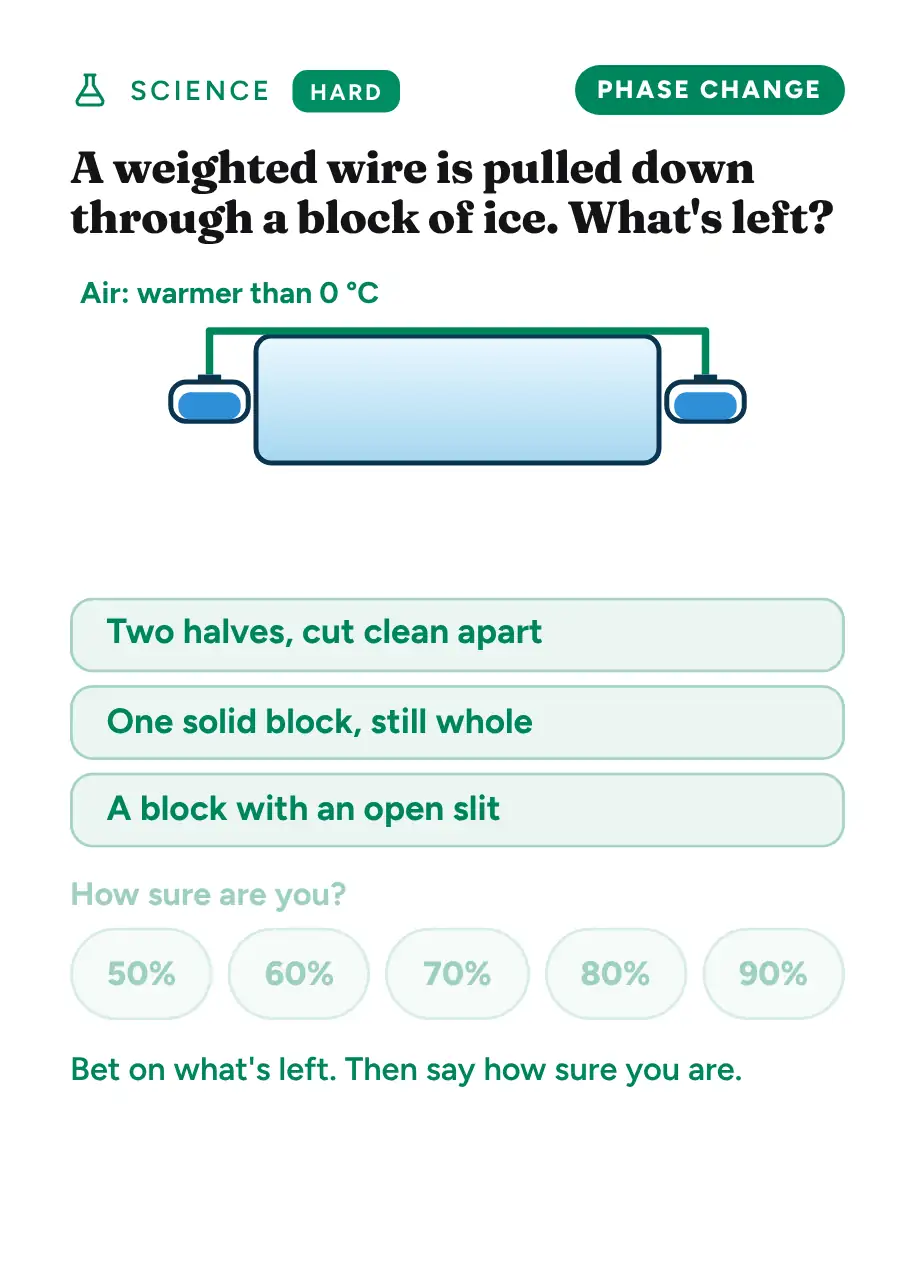 SCIENCE HARD PHASE CHANGE
A weighted wire is pulled down
through a block of ice. What's left?
Air: warmer than 0 °C
Two halves, cut clean apart
One solid block, still whole
A block with an open slit
How sure are you?
50% 60% 70% 80% 90%
Bet on what's left. Then say how sure you are.